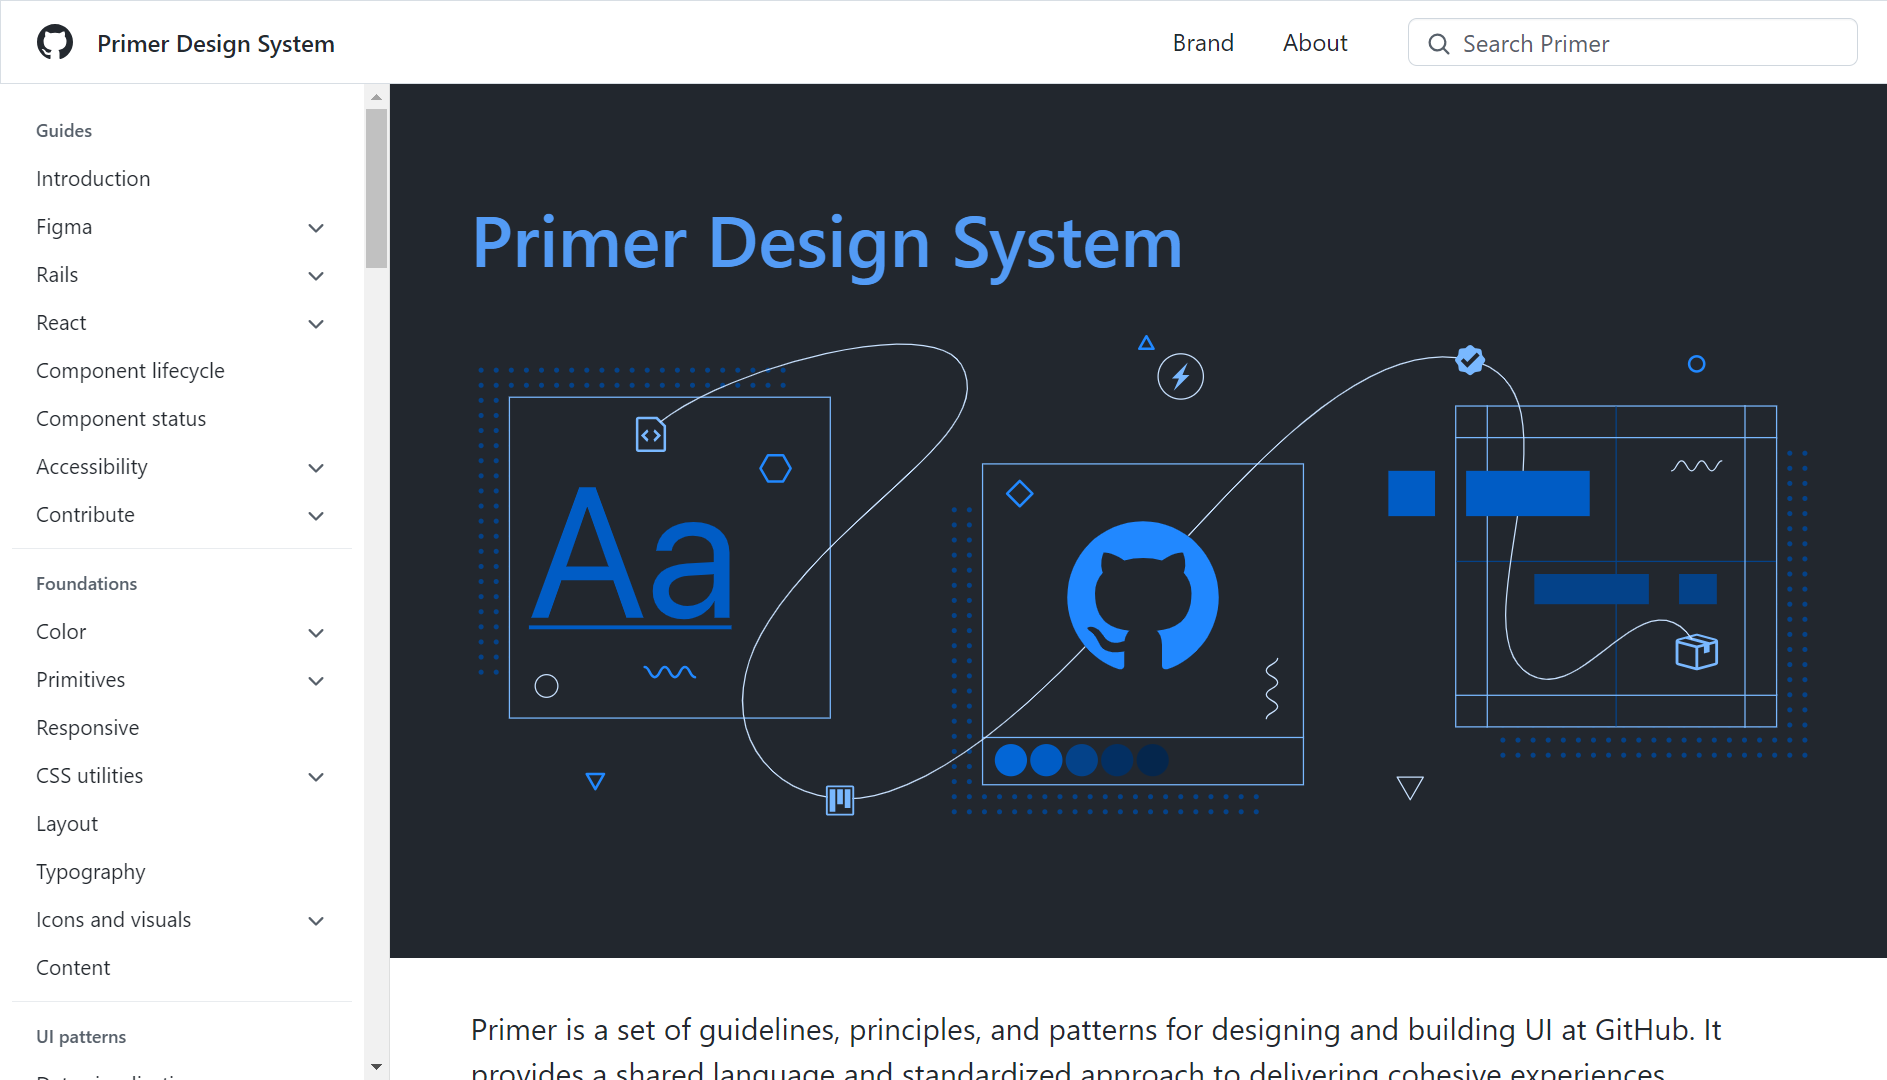 Primer Design System
Brand
About
Search Primer
Guides
Introduction
Figma
Rails
React
Component lifecycle
Component status
Accessibility
Contribute
Foundations
Color
Primitives
Responsive
CSS utilities
Layout
Typography
Icons and visuals
Content
UI patterns
Primer Design System
Aa
Primer is a set of guidelines, principles, and patterns for designing and building UI at GitHub. It
provides a shared language and standardized approach to delivering cohesive experiences.